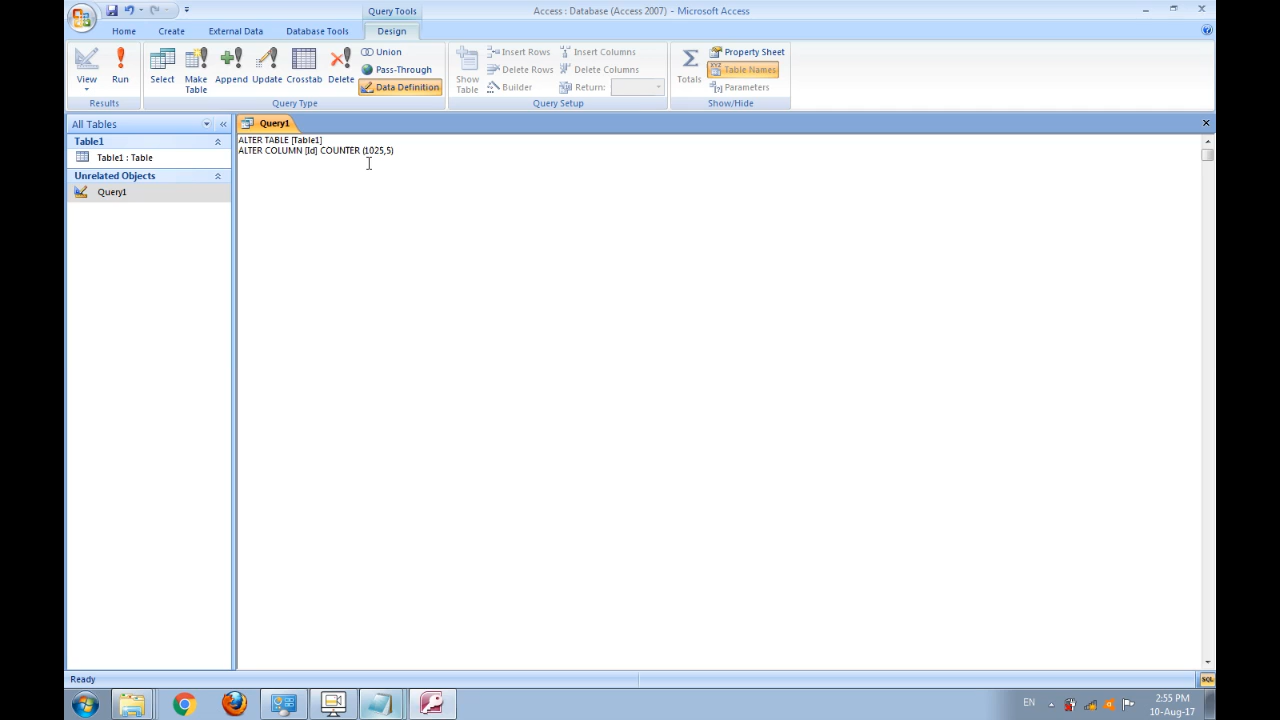 Query Tools
Access : Database (Access 2007) - Microsoft Access
Home
Create
External Data
Database Tools
Design
View
Run
Results
Select
Make
Table
Append
Update
Crosstab
Delete
Union
Pass-Through
Data Definition
Query Type
Show
Table
Insert Rows
Delete Rows
Builder
Insert Columns
Delete Columns
Return:
Query Setup
Totals
Property Sheet
XYZ
Table Names
Parameters
Show/Hide
All Tables
Table1
Table1 : Table
Unrelated Objects
Query1
Query1
ALTER TABLE [Table1]
ALTER COLUMN [Id] COUNTER (1025,5)
Ready
SQL
EN
2:55 PM
10-Aug-17